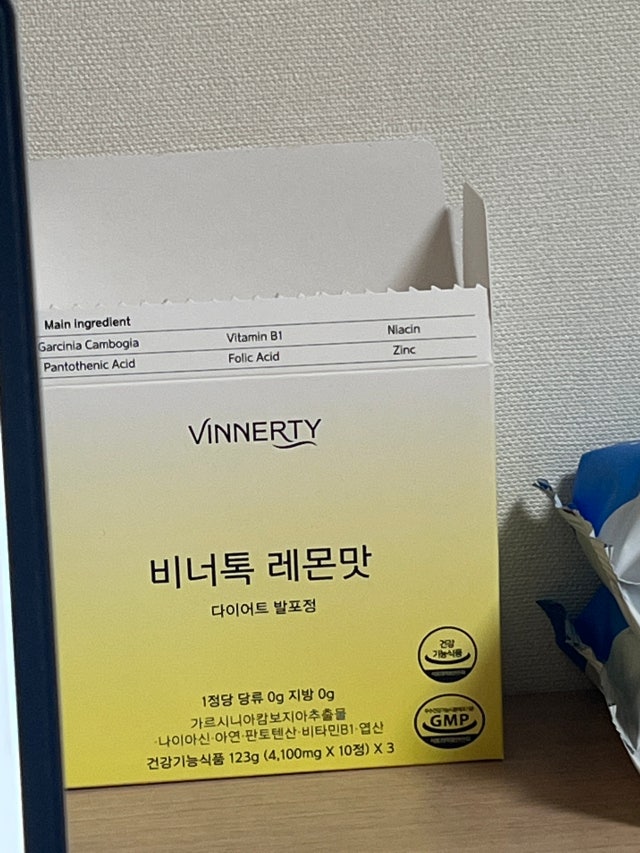 Main ingredient
Garcinia Cambogia Vitamin B1 Niacin
Pantothenic Acid Folic Acid Zinc
VINNERTY
비너톡 레몬맛
다이어트 발포정
건강
기능식품
1정당 당류 0g 지방 0g
가르시니아캄보지아추출물
·나이아신·아연·판토텐산·비타민B1·엽산
GMP
건강기능식품 123g (4,100mg X 10정) X 3